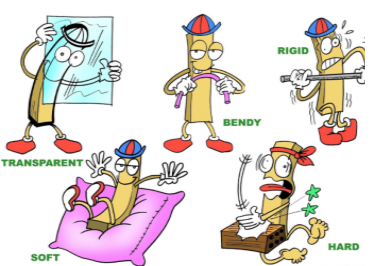 RIGID
BENDY
TRANSPARENT
SOFT
HARD